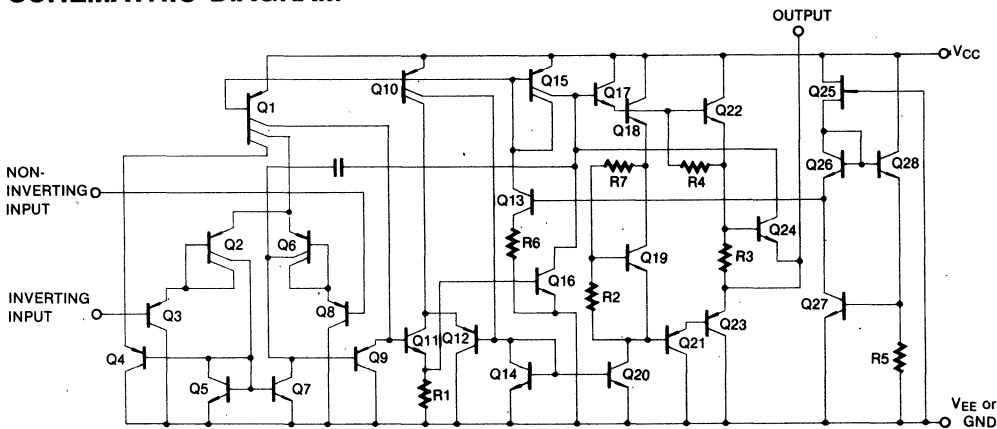 OUTPUT
VCC
Q1
Q10
Q15
Q17
Q18
Q22
Q25
Q26
Q28
NON-
INVERTING
INPUT
R7
R4
Q13
Q2
Q6
R6
Q24
Q19
R3
Q16
INVERTING
INPUT
Q3
Q8
R2
Q27
Q4
Q9
Q11
Q12
Q21
Q23
Q5
Q7
R1
Q14
Q20
R5
VEE or
GND